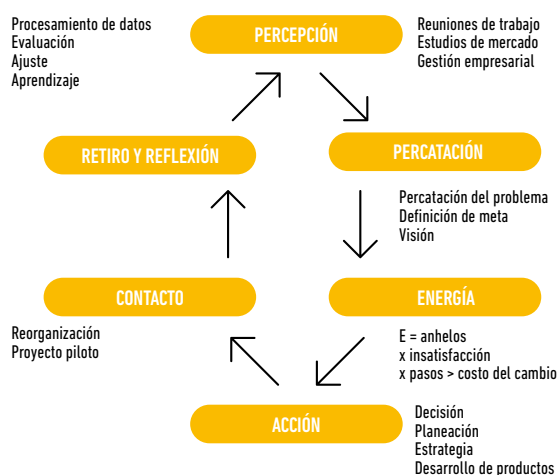 Procesamiento de datos
Evaluación
Ajuste
Aprendizaje
PERCEPCIÓN
Reuniones de trabajo
Estudios de mercado
Gestión empresarial
RETIRO Y REFLEXIÓN
PERCATACIÓN
Percatación del problema
Definición de meta
Visión
CONTACTO
ENERGÍA
Reorganización
Proyecto piloto
E = anhelos
x insatisfacción
x pasos > costo del cambio
ACCIÓN
Decisión
Planeación
Estrategia
Desarrollo de productos